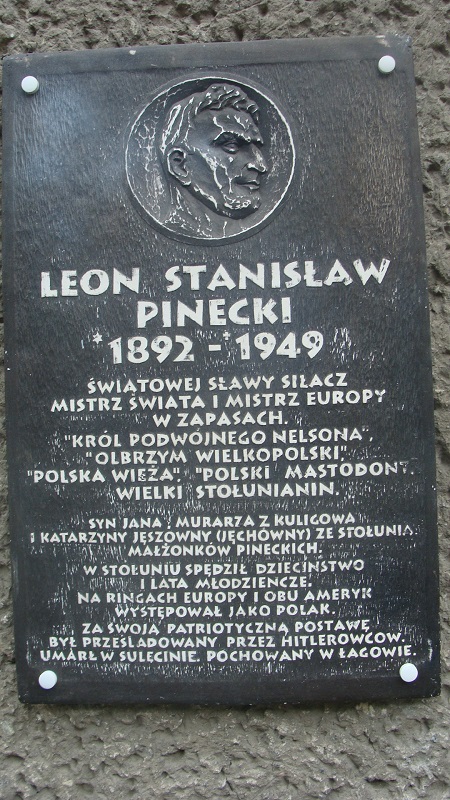 LEON STANISŁAW
PINECKI
*1892 - †1949
ŚWIATOWEJ SŁAWY SIŁACZ
MISTRZ ŚWIATA I MISTRZ EUROPY
W ZAPASACH.
"KRÓL PODWÓJNEGO NELSONA",
"OLBRZYM WIELKOPOLSKI"
"POLSKA WIEŻA", "POLSKI MASTODONT".
WIELKI STOŁUNIANIN.
SYN JANA, MURARZA Z KULIGOWA
I KATARZYNY JĘSZOWNY (JĘCHÓWNY) ZE STOŁUNIA
MAŁŻONKÓW PINECKICH.
W STOŁUNIU SPĘDZIŁ DZIECIŃSTWO
I LATA MŁODZIEŃCZE.
NA RINGACH EUROPY I OBU AMERYK
WYSTĘPOWAŁ JAKO POLAK.
ZA SWOJĄ PATRIOTYCZNĄ POSTAWĘ
BYŁ PRZEŚLADOWANY PRZEZ HITLEROWCÓW.
UMARŁ W SULĘCINIE. POCHOWANY W ŁAGOWIE.